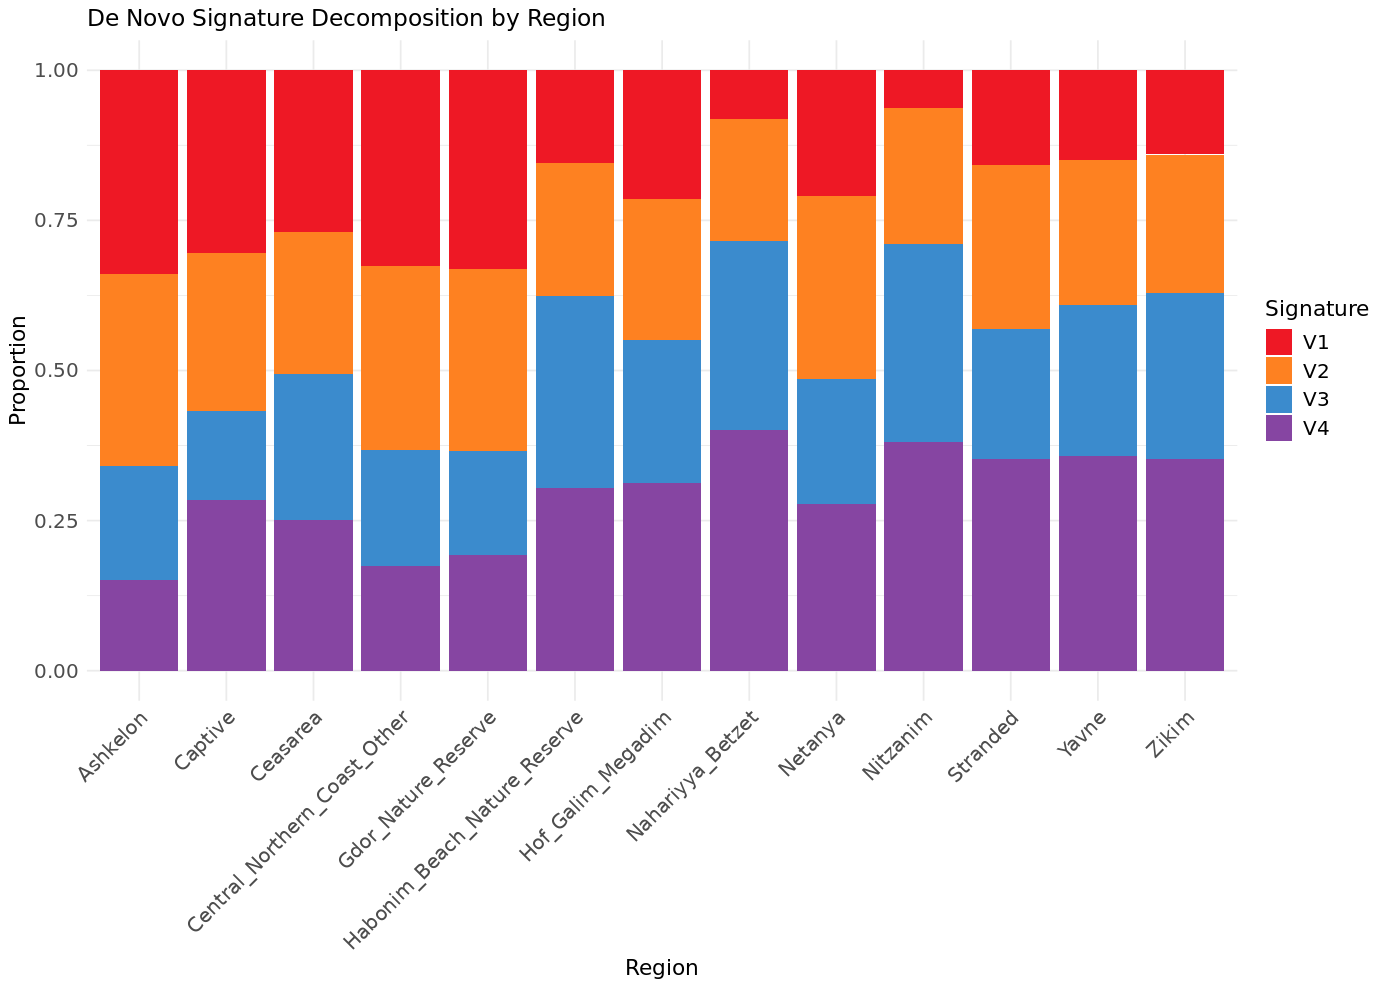 De Novo Signature Decomposition by Region
Proportion
1.00
0.75
0.50
0.25
0.00
Ashkelon
Captive
Ceasarea
Central_Northern_Coast_Other
Gdor_Nature_Reserve
Habonim_Beach_Nature_Reserve
Hof_Galim_Megadim
Nahariyya_Betzet
Netanya
Nitzanim
Stranded
Yavne
Zikim
Region
Signature
V1
V2
V3
V4